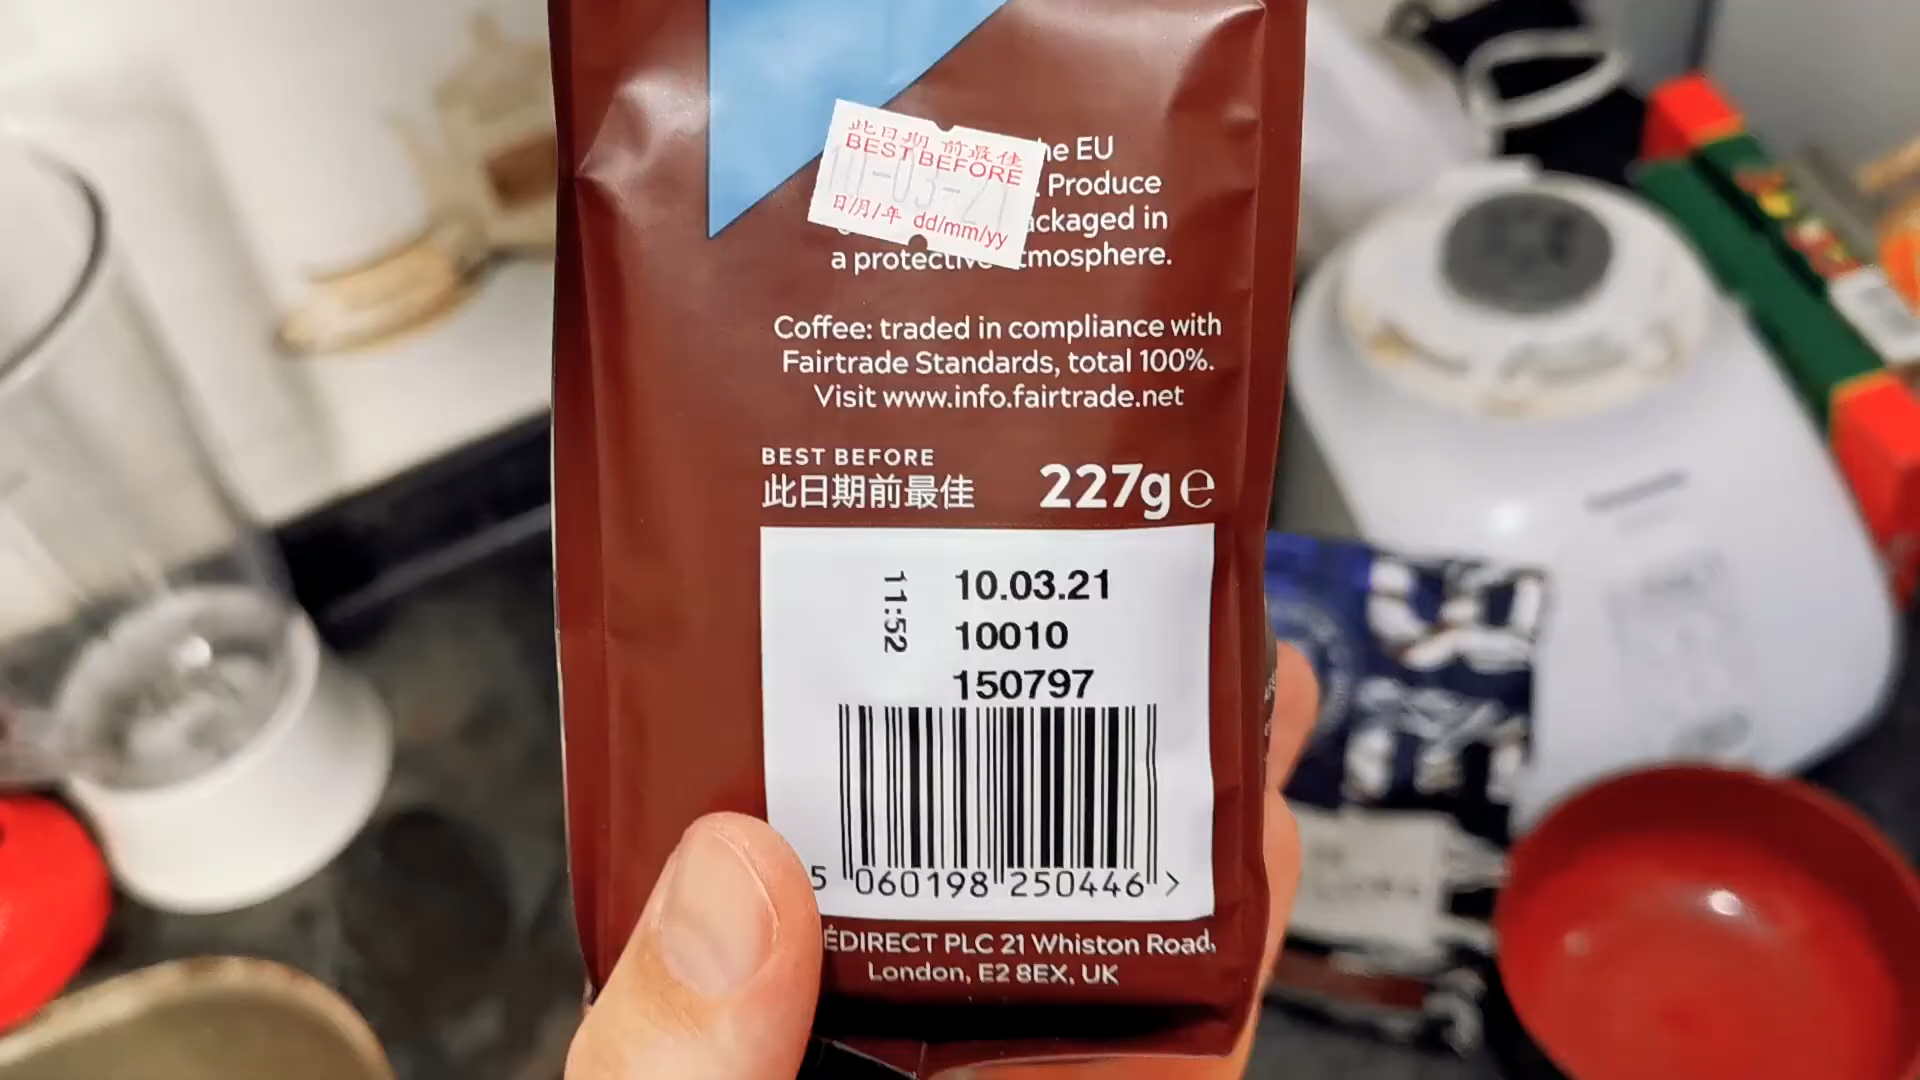 此日期前最佳
BEST BEFORE
10-03-21
日/月/年 dd/mm/yy
he EU
. Produce
ackaged in
a protective tmosphere.
Coffee: traded in compliance with
Fairtrade Standards, total 100%.
Visit www.info.fairtrade.net
BEST BEFORE
此日期前最佳
227g e
11:52
10.03.21
10010
150797
5 060198 250446 >
ÉDIRECT PLC 21 Whiston Road,
London, E2 8EX, UK